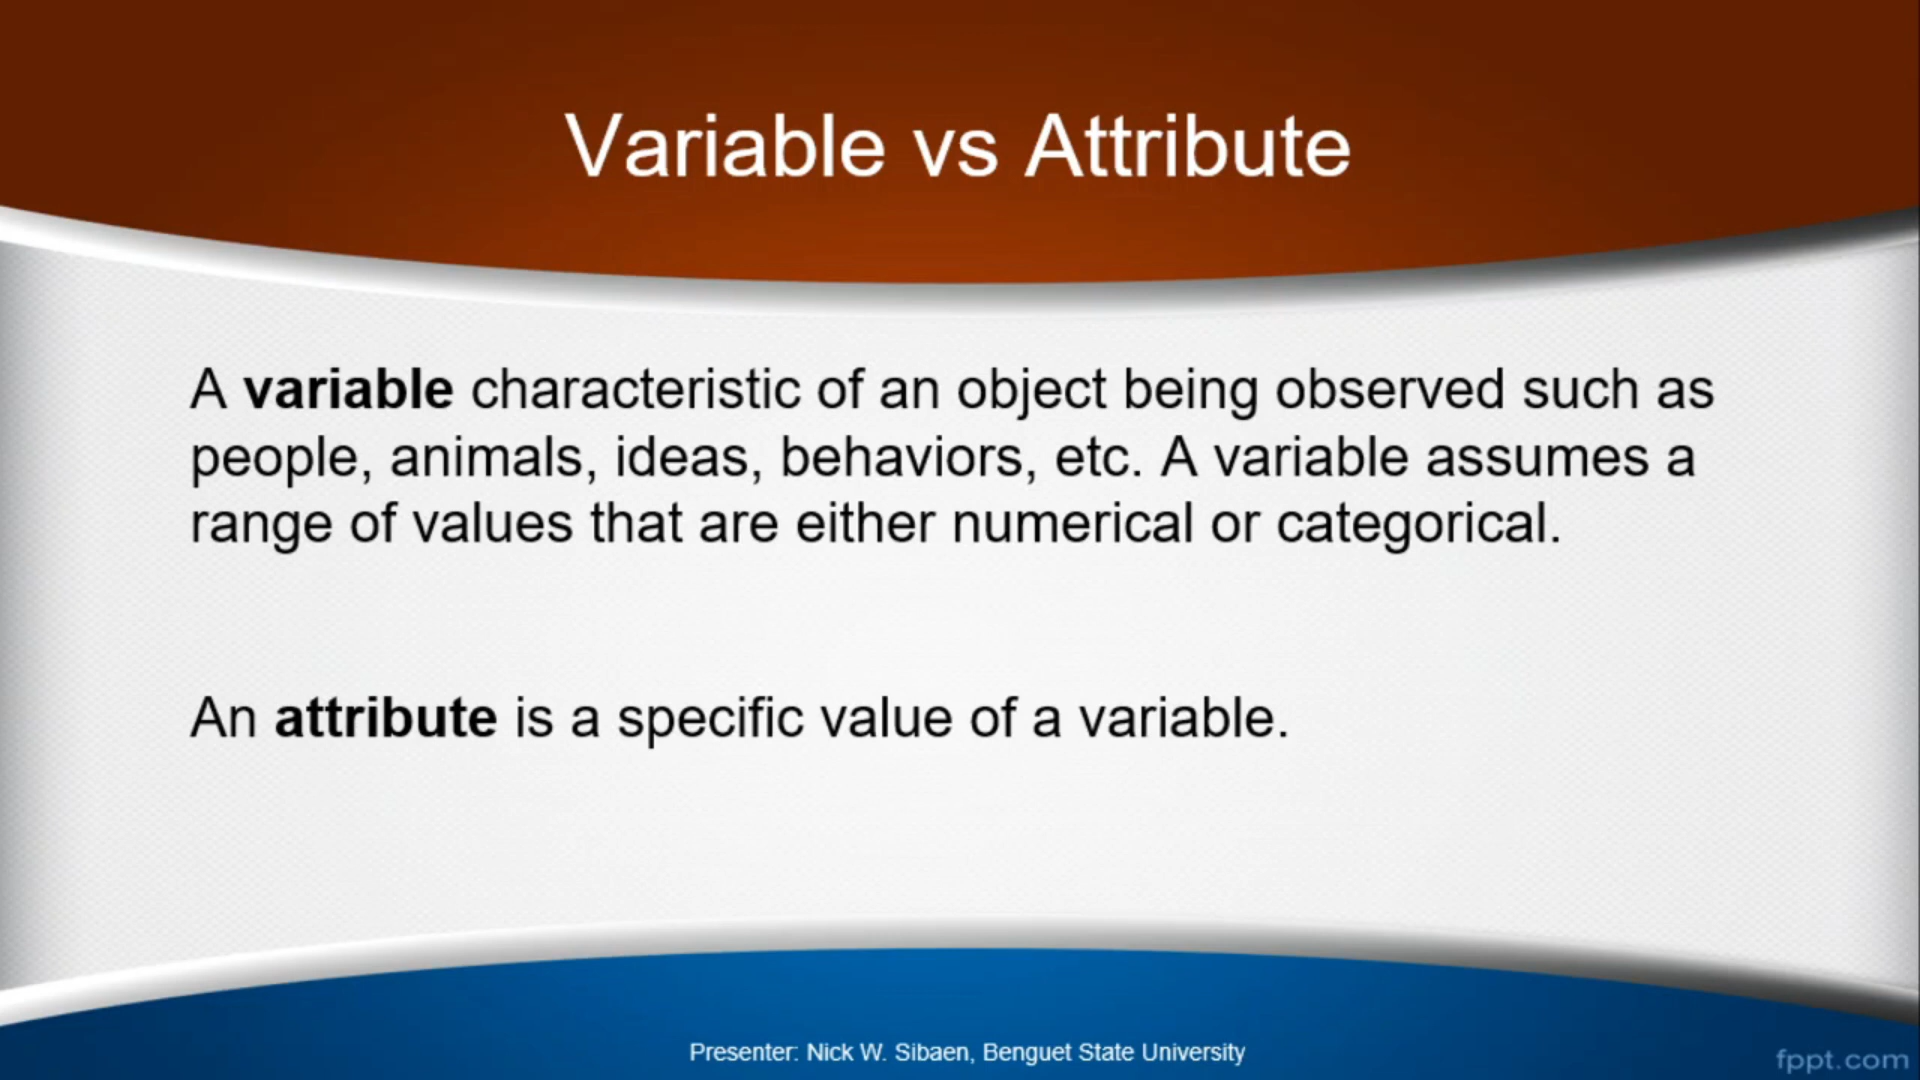 Variable vs Attribute
A variable characteristic of an object being observed such as
people, animals, ideas, behaviors, etc. A variable assumes a
range of values that are either numerical or categorical.
An attribute is a specific value of a variable.
Presenter: Nick W. Sibaen, Benguet State University
fppt.com